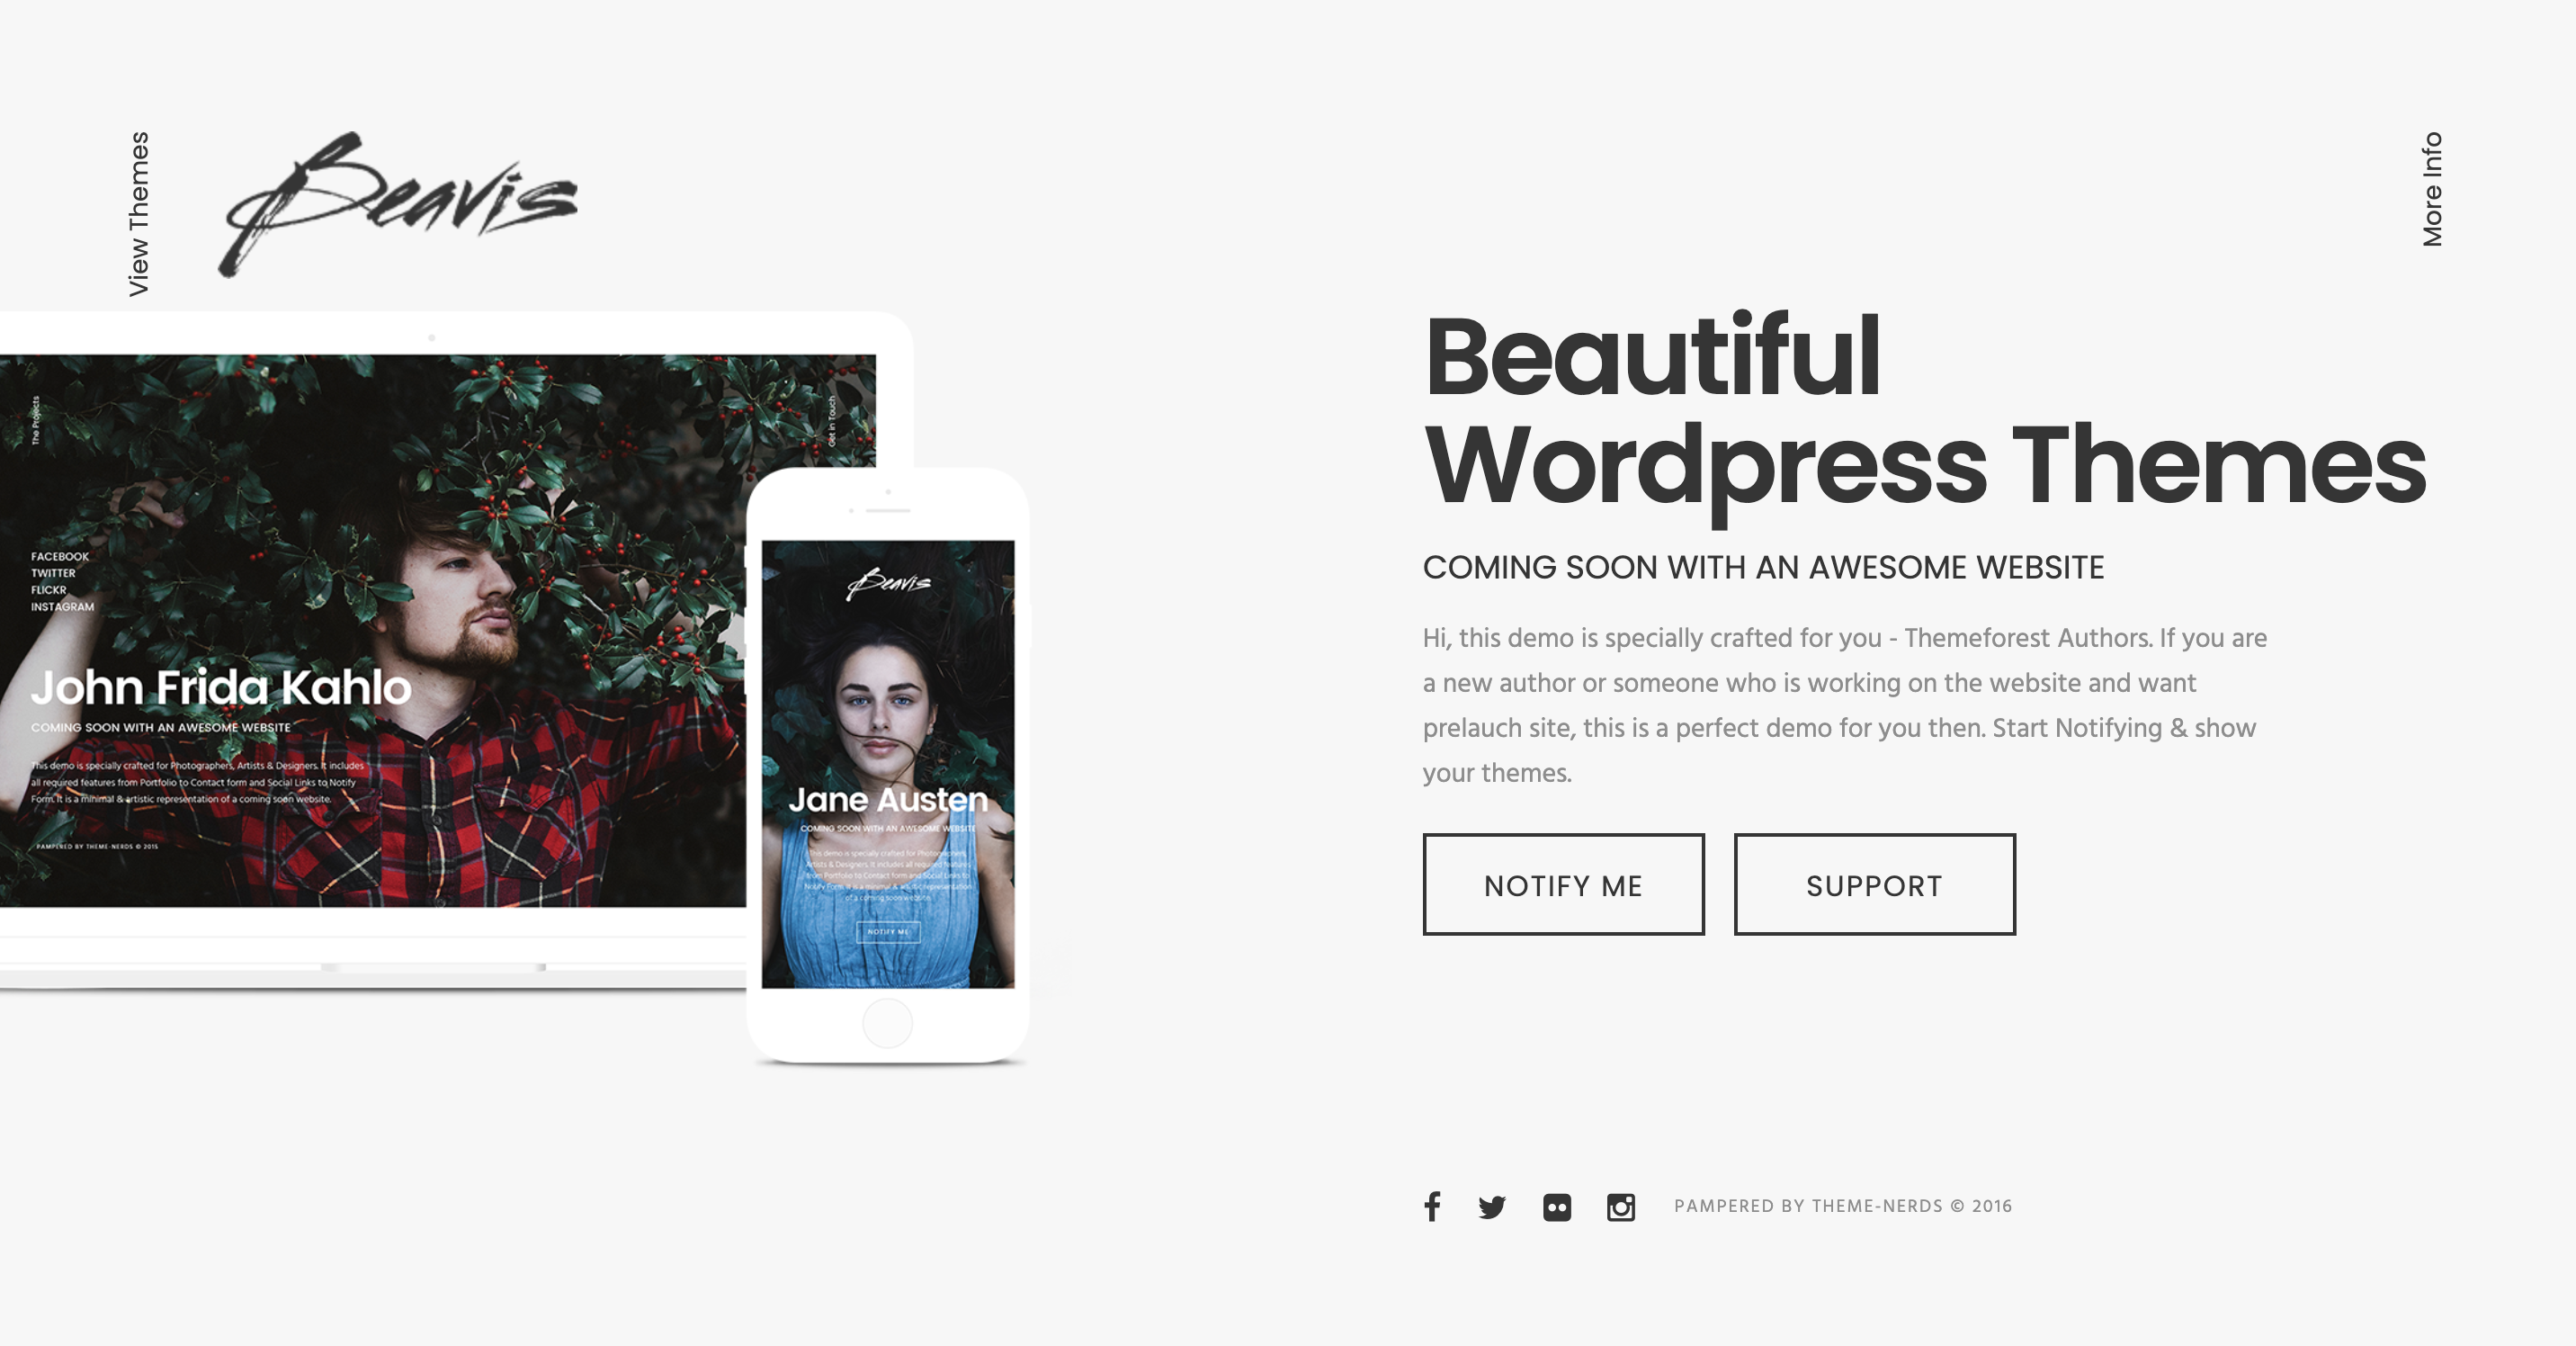 View Themes
Beavis
More Info
Beautiful
Wordpress Themes
COMING SOON WITH AN AWESOME WEBSITE
Hi, this demo is specially crafted for you - Themeforest Authors. If you are
a new author or someone who is working on the website and want
prelauch site, this is a perfect demo for you then. Start Notifying & show
your themes.
NOTIFY ME
SUPPORT
The Projects
Get in Touch
FACEBOOK
TWITTER
FLICKR
INSTAGRAM
John Frida Kahlo
COMING SOON WITH AN AWESOME WEBSITE
This demo is specially crafted for Photographers, Artists & Designers. It includes
all required features from Portfolio to Contact form and Social Links to Notify
Form. It is a minimal & artistic representation of a coming soon website.
PAMPERED BY THEME-NERDS © 2015
Beavis
Jane Austen
COMING SOON WITH AN AWESOME WEBSITE
This demo is specially crafted for Photographers,
Artists & Designers. It includes all required features
from Portfolio to Contact form and Social Links to
Notify Form. It is a minimal & artistic representation
of a coming soon website.
NOTIFY ME
PAMPERED BY THEME-NERDS © 2016